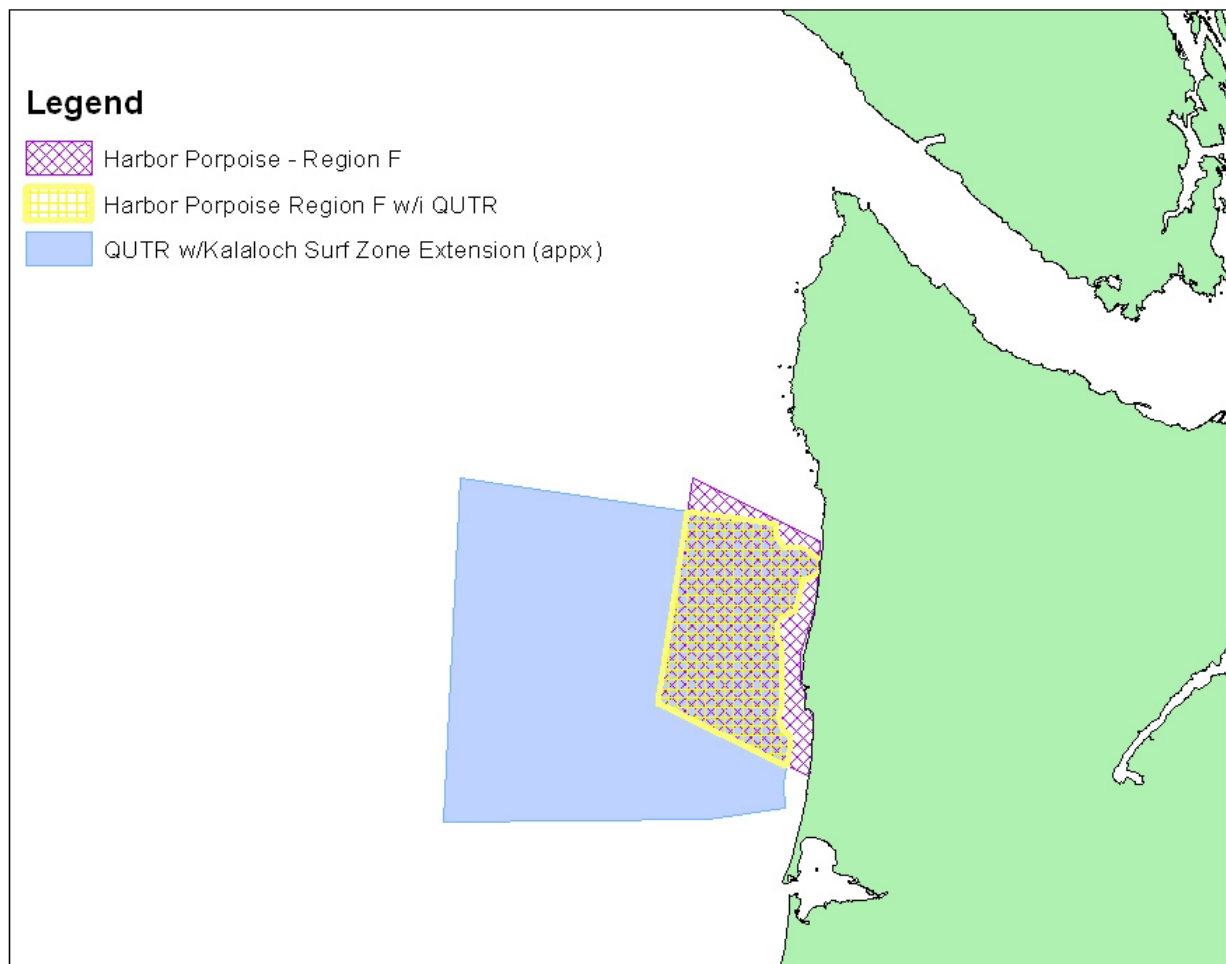 Legend
Harbor Porpoise - Region F
Harbor Porpoise Region F w/i QUTR
QUTR w/Kalaloch Surf Zone Extension (appx)